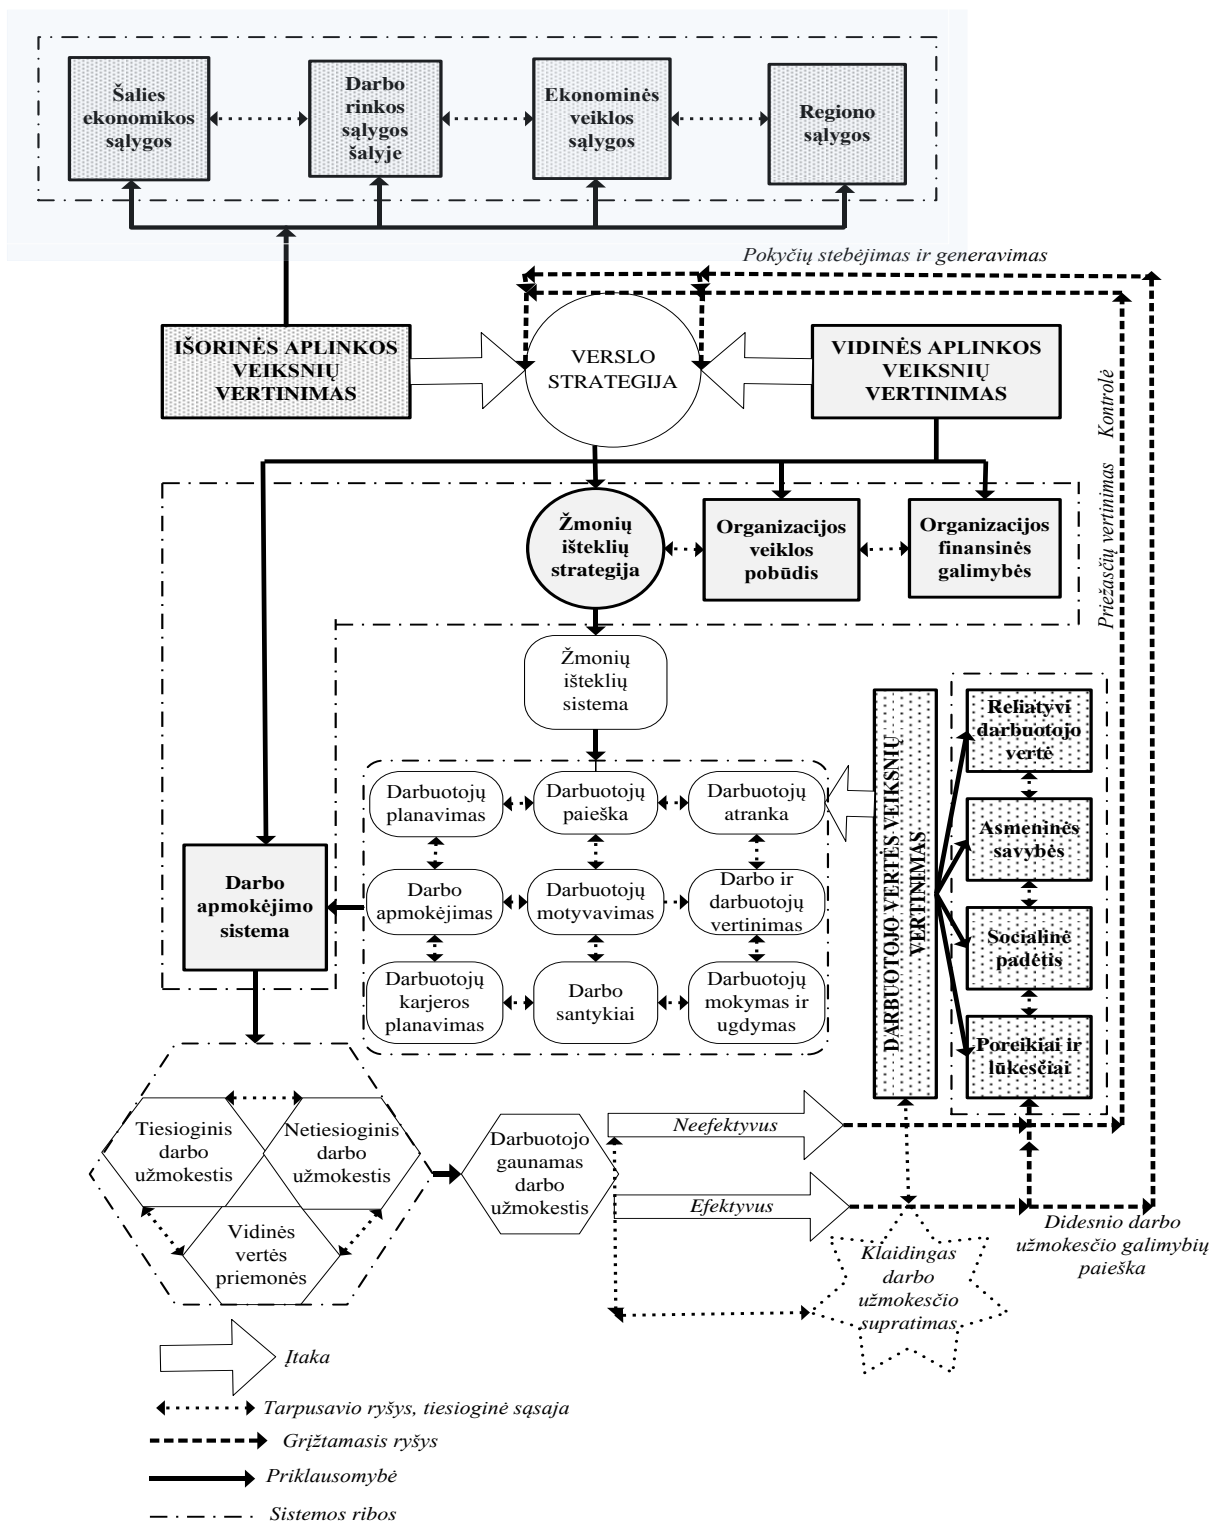 Šalies
ekonomikos
sąlygos
Darbo
rinkos
sąlygos
šalyje
Ekonominės
veiklos
sąlygos
Regiono
sąlygos
Pokyčių stebėjimas ir generavimas
IŠORINĖS APLINKOS
VEIKSNIŲ
VERTINIMAS
VERSLO
STRATEGIJA
VIDINĖS APLINKOS
VEIKSNIŲ
VERTINIMAS
Priežasčių vertinimas Kontrolė
Žmonių
išteklių
strategija
Organizacijos
veiklos
pobūdis
Organizacijos
finansinės
galimybės
Žmonių
išteklių
sistema
Darbuotojų
planavimas
Darbuotojų
paieška
Darbuotojų
atranka
Darbo
apmokėjimas
Darbuotojų
motyvavimas
Darbo ir
darbuotojų
vertinimas
Darbuotojų
karjeros
planavimas
Darbo
santykiai
Darbuotojų
mokymas ir
ugdymas
Darbo
apmokėjimo
sistema
DARBUOTOJO VERTĖS VEIKSNIŲ
VERTINIMAS
Reliatyvi
darbuotojo
vertė
Asmeninės
savybės
Socialinė
padėtis
Poreikiai ir
lūkesčiai
Tiesioginis
darbo
užmokestis
Netiesioginis
darbo
užmokestis
Vidinės
vertės
priemonės
Darbuotojo
gaunamas
darbo
užmokestis
Neefektyvus
Efektyvus
Klaidingas
darbo
užmokesčio
supratimas
Didesnio darbo
užmokesčio galimybių
paieška
Įtaka
Tarpusavio ryšys, tiesioginė sąsaja
Grįžtamasis ryšys
Priklausomybė
Sistemos ribos